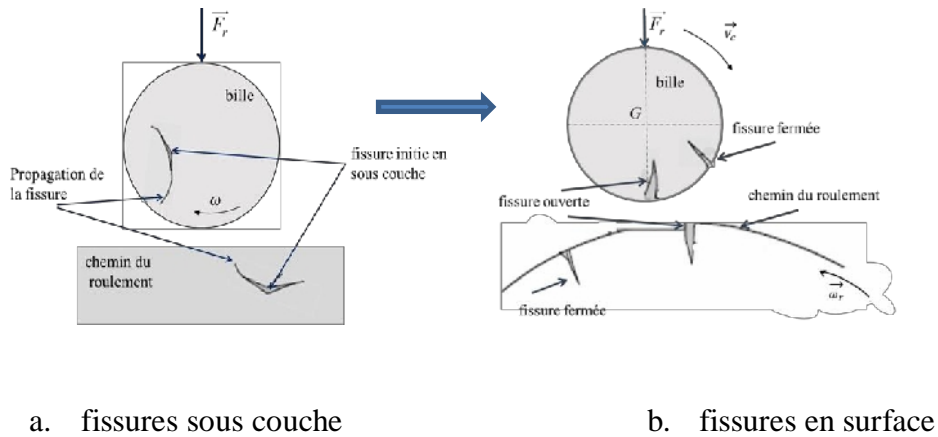 F_r
bille
fissure initie en
sous couche
Propagation de
la fissure
ω
chemin du
roulement
F_r
v_c
bille
G
fissure fermée
fissure ouverte
chemin du roulement
ω_r
fissure fermée
a. fissures sous couche
b. fissures en surface